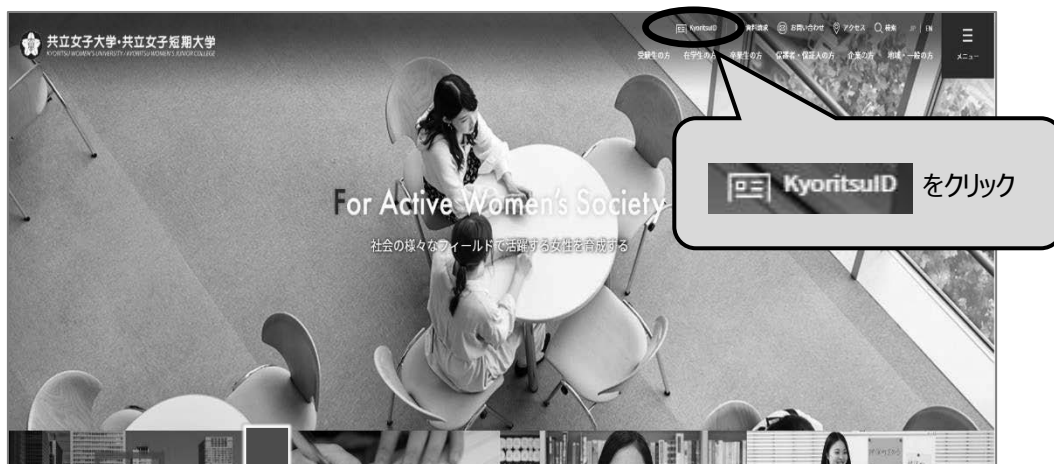 共立女子大学・共立女子短期大学
KYORITSU WOMEN'S UNIVERSITY / KYORITSU WOMEN'S JUNIOR COLLEGE
KyoritsuID 資料請求 お問い合わせ アクセス 検索 JP | EN
受験生の方 在学生の方 卒業生の方 保護者・保証人の方 企業の方 地域・一般の方
メニュー
KyoritsuID をクリック
For Active Women's Society
社会の様々なフィールドで活躍する女性を育成する